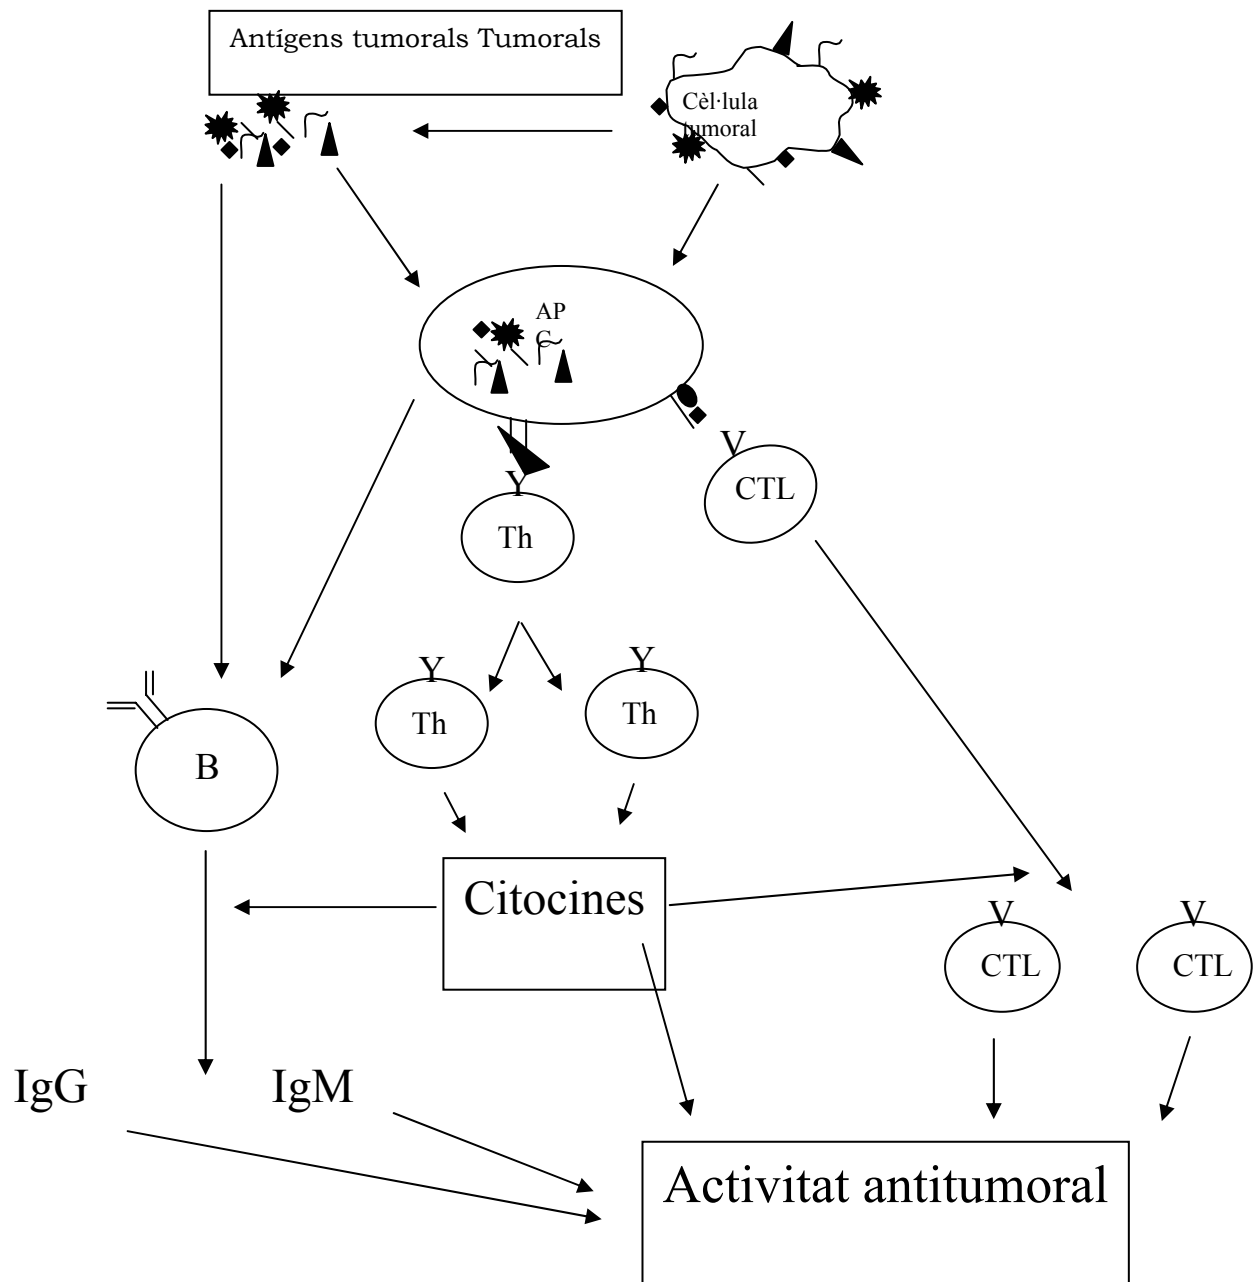 Antígens tumorals Tumorals
Cèl·lula
tumoral
AP
C
V
CTL
Y
Th
Y
Th
Y
Th
B
Citocines
V
CTL
V
CTL
IgG
IgM
Activitat antitumoral